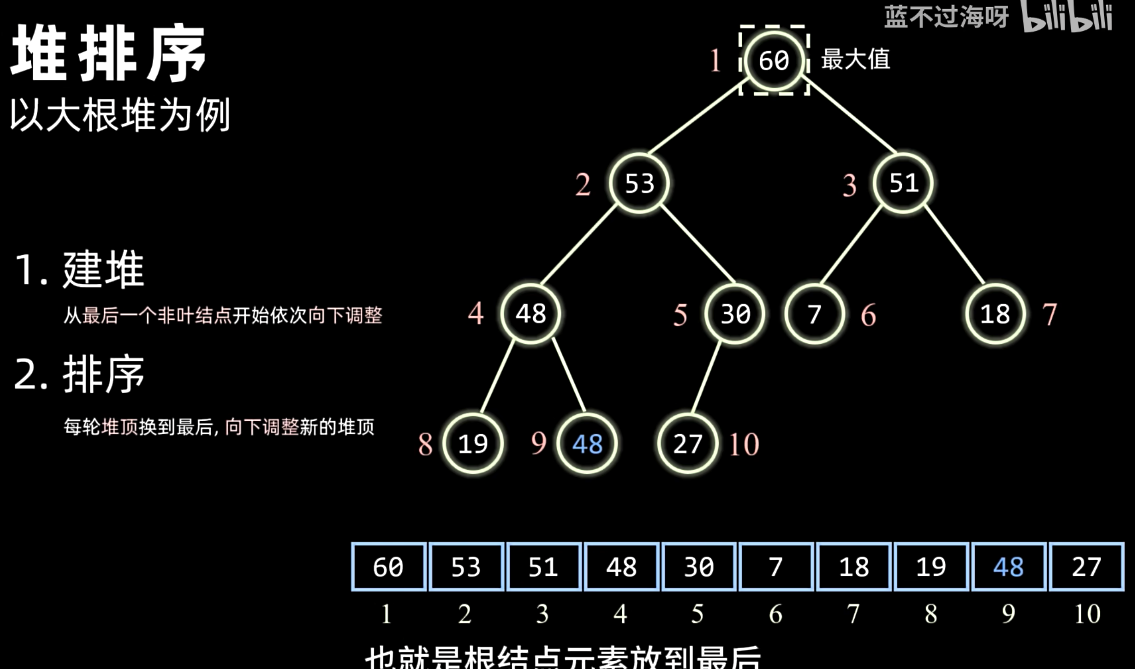 蓝不过海呀 bilibili
堆排序
以大根堆为例
1 60 最大值
2 53 3 51
1. 建堆
从最后一个非叶结点开始依次向下调整
4 48 5 30 7 6 18 7
2. 排序
每轮堆顶换到最后, 向下调整新的堆顶
8 19 9 48 27 10
60 53 51 48 30 7 18 19 48 27
1 2 3 4 5 6 7 8 9 10
也就是根结点元素放到最后